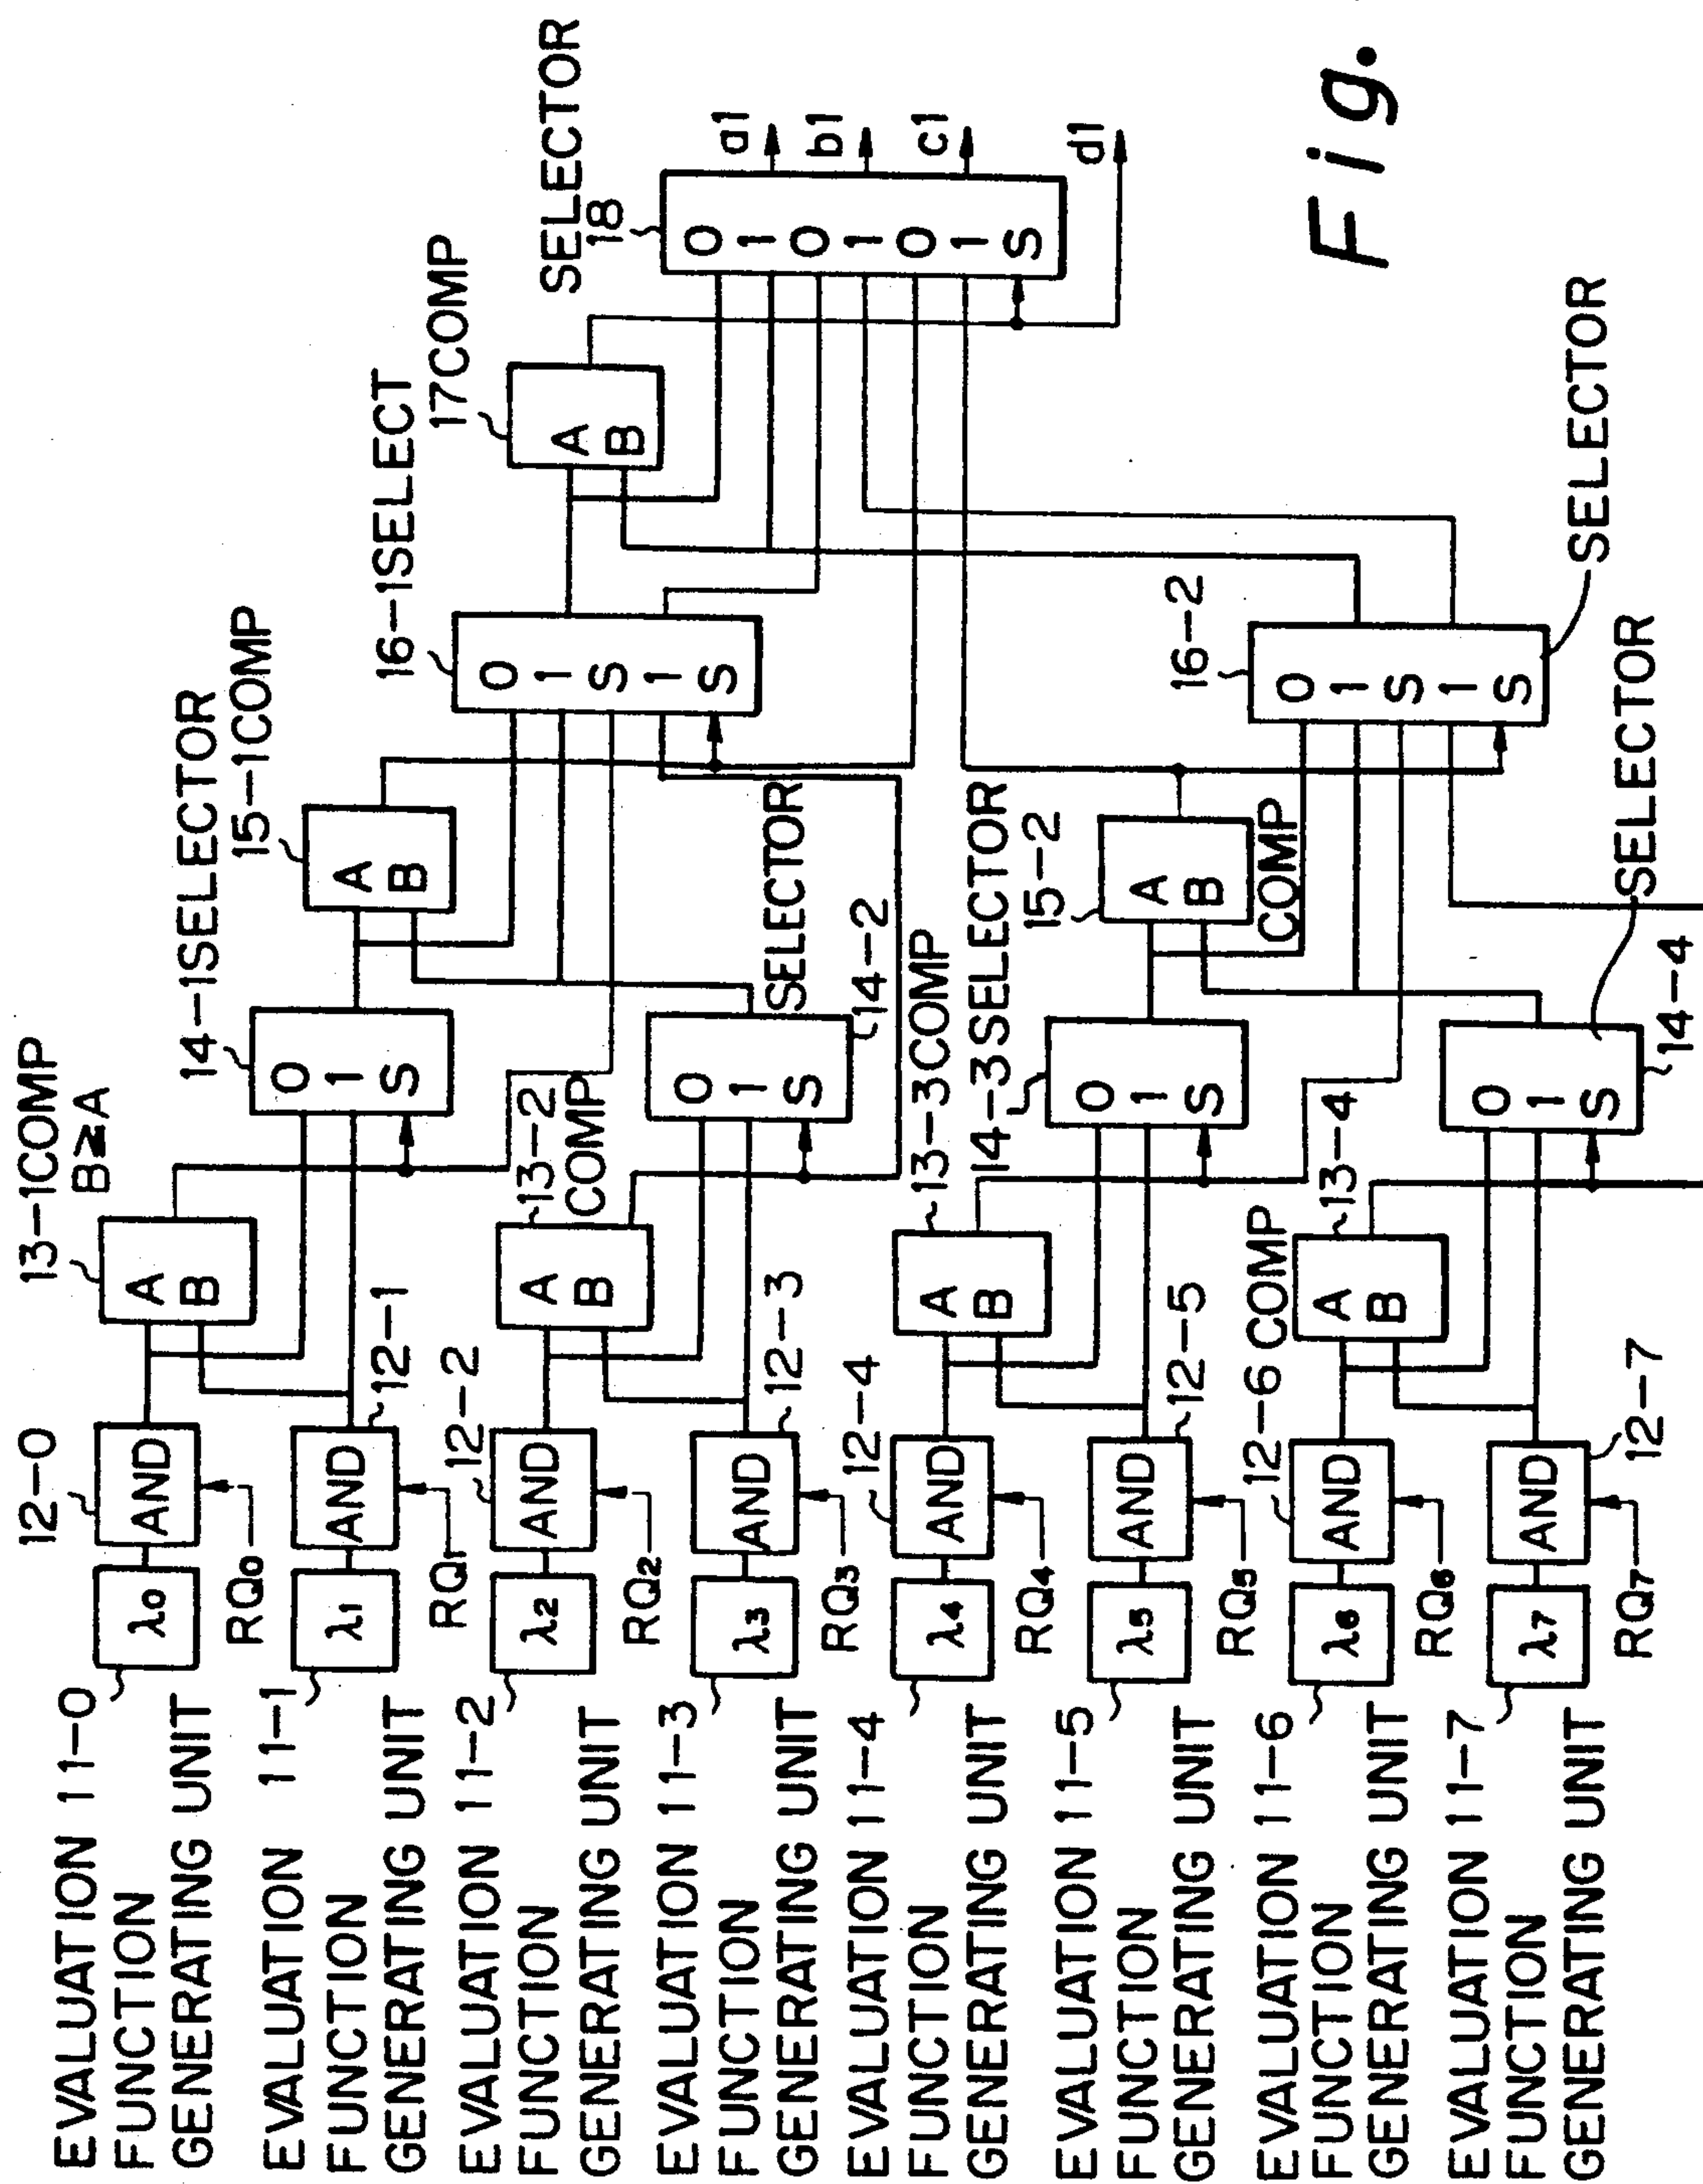 EVALUATION 11-0
FUNCTION
GENERATING UNIT
λ0
12-0
AND
RQ0
EVALUATION 11-1
FUNCTION
GENERATING UNIT
λ1
AND
12-1
RQ1
EVALUATION 11-2
FUNCTION
GENERATING UNIT
λ2
12-2
AND
RQ2
EVALUATION 11-3
FUNCTION
GENERATING UNIT
λ3
AND
12-3
RQ3
EVALUATION 11-4
FUNCTION
GENERATING UNIT
λ4
12-4
AND
RQ4
EVALUATION 11-5
FUNCTION
GENERATING UNIT
λ5
AND
12-5
RQ5
EVALUATION 11-6
FUNCTION
GENERATING UNIT
λ6
12-6
AND
RQ6
EVALUATION 11-7
FUNCTION
GENERATING UNIT
λ7
AND
12-7
RQ7
13-1COMP
B≧A
A
B
13-2
COMP
A
B
13-3COMP
A
B
13-4
COMP
A
B
14-1SELECTOR
0
1
S
SELECTOR
14-2
0
1
S
14-3SELECTOR
0
1
S
SELECTOR
14-4
0
1
S
15-1COMP
A
B
15-2
COMP
A
B
16-1SELECT
0
1
S
1
S
16-2
SELECTOR
0
1
S
1
S
17COMP
A
B
SELECTOR
18
0
1
0
1
0
1
S
a1
b1
c1
d1
Fig.